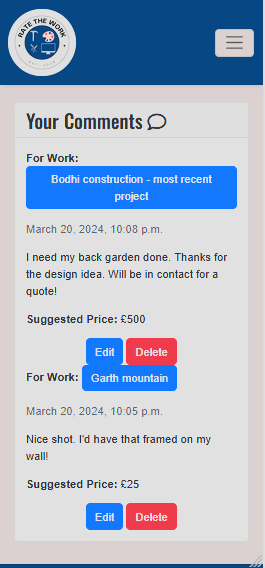 RATE THE WORK
Your Comments
For Work:
Bodhi construction - most recent
project
March 20, 2024, 10:08 p.m.
I need my back garden done. Thanks for
the design idea. Will be in contact for a
quote!
Suggested Price: £500
Edit Delete
For Work: Garth mountain
March 20, 2024, 10:05 p.m.
Nice shot. I'd have that framed on my
wall!
Suggested Price: £25
Edit Delete